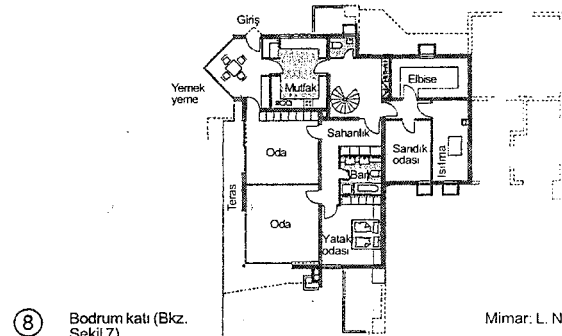 Giriş
Elbise
Mutfak
Yemek
yeme
Sahanlık
Oda
Sandık
odası
Isıtma
Ban
Teras
Oda
Yatak
odası
8 Bodrum katı (Bkz.
Şekil 7)
Mimar: L. N